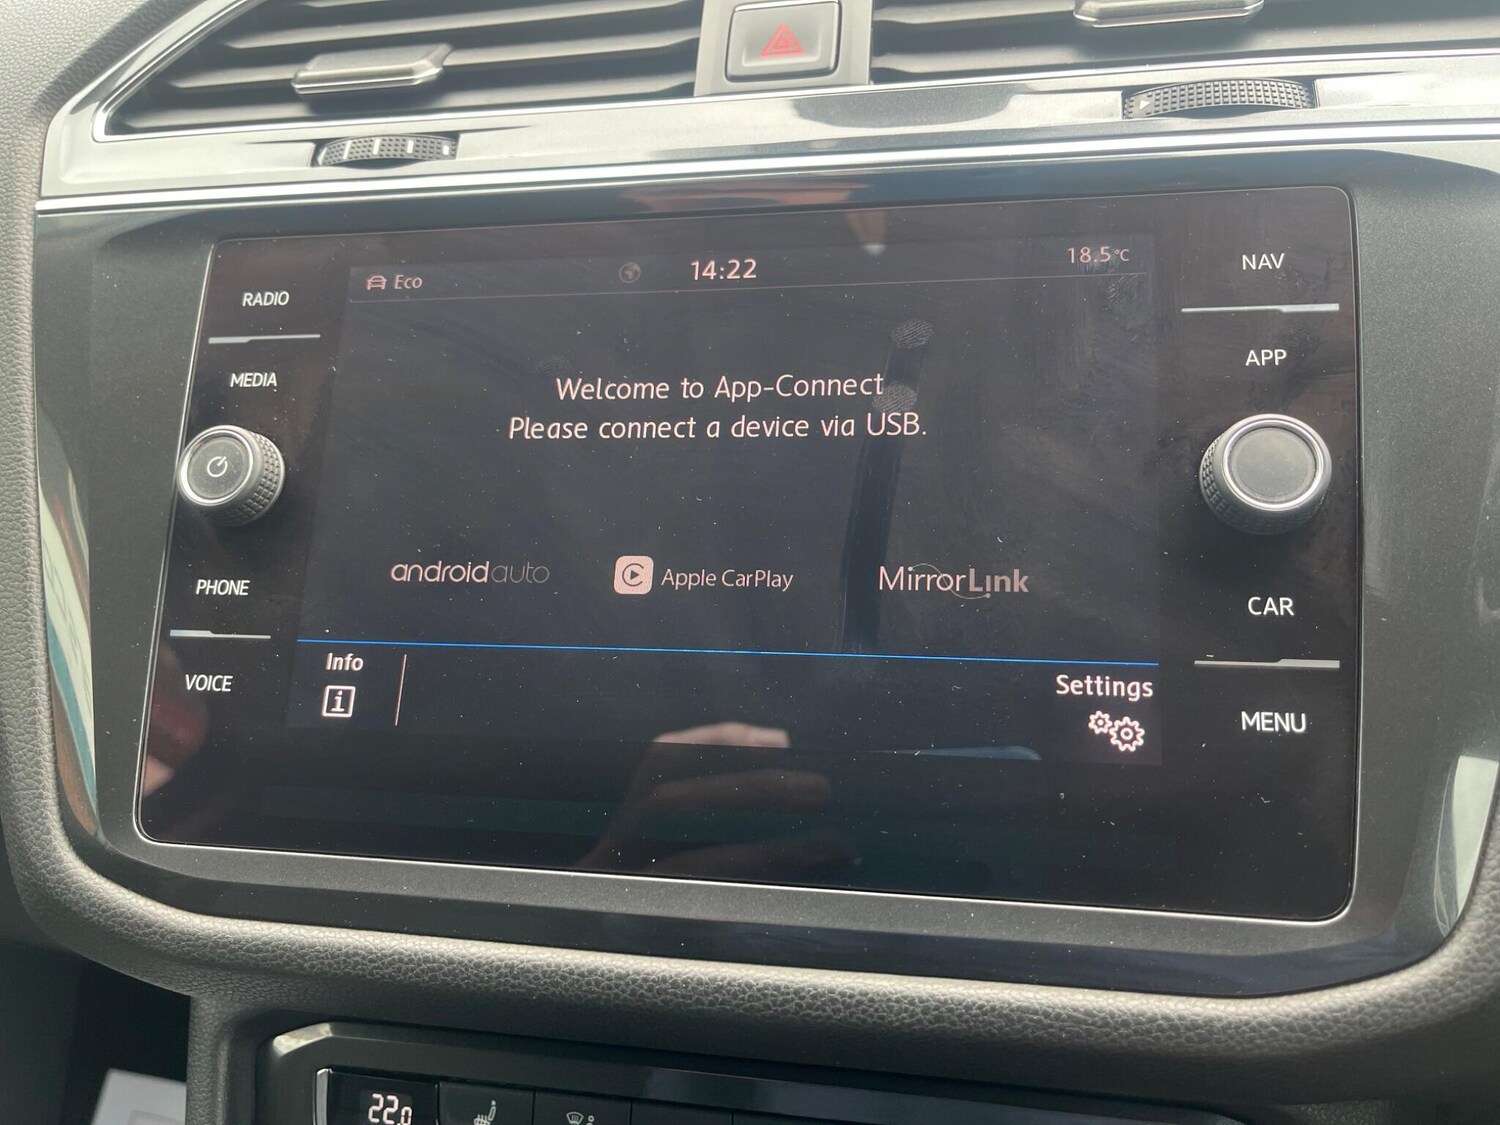 RADIO
MEDIA
PHONE
VOICE
Eco
14:22
18.5°C
Welcome to App-Connect
Please connect a device via USB.
androidauto
Apple CarPlay
MirrorLink
Info
i
Settings
NAV
APP
CAR
MENU
22.0